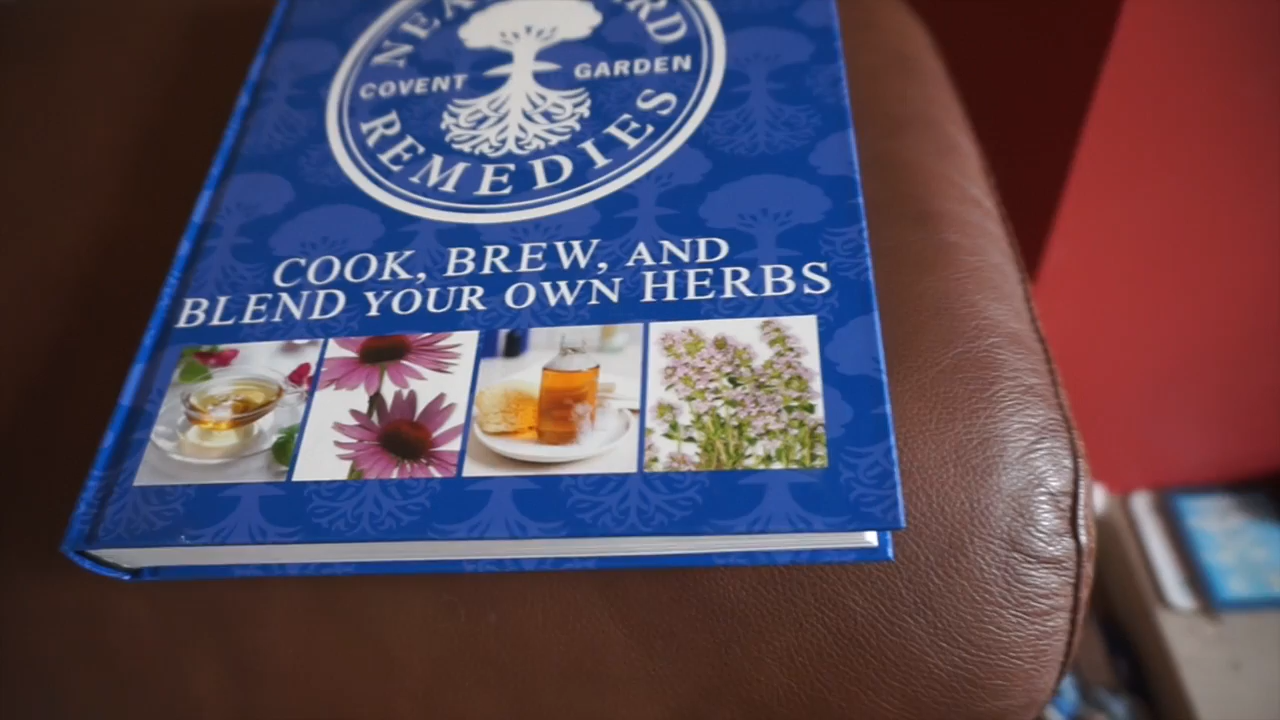 COVENT GARDEN
REMEDIES
COOK, BREW, AND
BLEND YOUR OWN HERBS